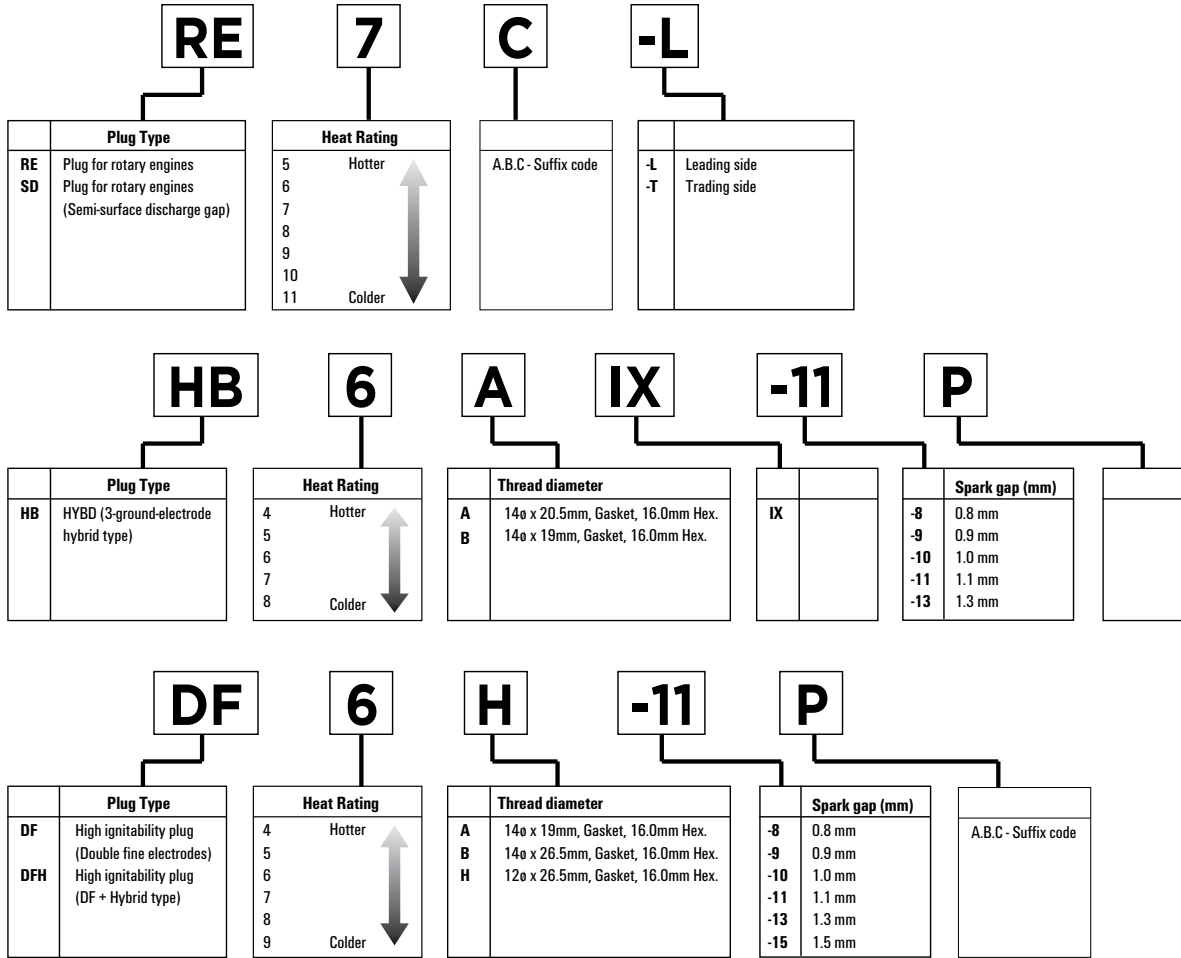 RE 7 C -L
Plug Type
RE Plug for rotary engines
SD Plug for rotary engines
(Semi-surface discharge gap)
Heat Rating
5 Hotter
6
7
8
9
10
11 Colder
A.B.C - Suffix code
-L Leading side
-T Trading side
HB 6 A IX -11 P
Plug Type
HB HYBD (3-ground-electrode
hybrid type)
Heat Rating
4 Hotter
5
6
7
8 Colder
Thread diameter
A 14ø x 20.5mm, Gasket, 16.0mm Hex.
B 14ø x 19mm, Gasket, 16.0mm Hex.
IX
Spark gap (mm)
-8 0.8 mm
-9 0.9 mm
-10 1.0 mm
-11 1.1 mm
-13 1.3 mm
DF 6 H -11 P
Plug Type
DF High ignitability plug
(Double fine electrodes)
DFH High ignitability plug
(DF + Hybrid type)
Heat Rating
4 Hotter
5
6
7
8
9 Colder
Thread diameter
A 14ø x 19mm, Gasket, 16.0mm Hex.
B 14ø x 26.5mm, Gasket, 16.0mm Hex.
H 12ø x 26.5mm, Gasket, 16.0mm Hex.
Spark gap (mm)
-8 0.8 mm
-9 0.9 mm
-10 1.0 mm
-11 1.1 mm
-13 1.3 mm
-15 1.5 mm
A.B.C - Suffix code